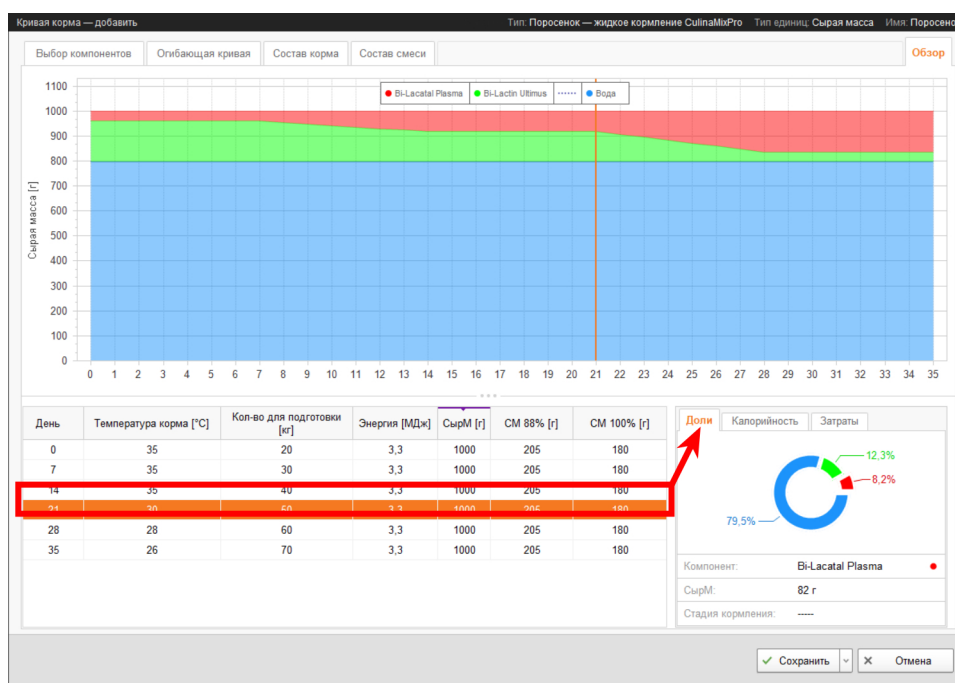 Кривая корма — добавить Тип: Поросенок — жидкое кормление CulinaMixPro Тип единиц: Сырая масса Имя: Поросено
Выбор компонентов Огибающая кривая Состав корма Состав смеси Обзор
Bi-Lacatal Plasma Bi-Lactin Ultimus Вода
Сырая масса [г]
1100
1000
900
800
700
600
500
400
300
200
100
0
0 1 2 3 4 5 6 7 8 9 10 11 12 13 14 15 16 17 18 19 20 21 22 23 24 25 26 27 28 29 30 31 32 33 34 35
День Температура корма [°C] Кол-во для подготовки [кг] Энергия [МДж] СырМ [г] СМ 88% [г] СМ 100% [г]
0 35 20 3,3 1000 205 180
7 35 30 3,3 1000 205 180
14 35 40 3,3 1000 205 180
21 30 50 3,3 1000 205 180
28 28 60 3,3 1000 205 180
35 26 70 3,3 1000 205 180
Доли Калорийность Затраты
12,3%
8,2%
79,5%
Компонент: Bi-Lacatal Plasma
СырМ: 82 г
Стадия кормления: -----
Сохранить Отмена